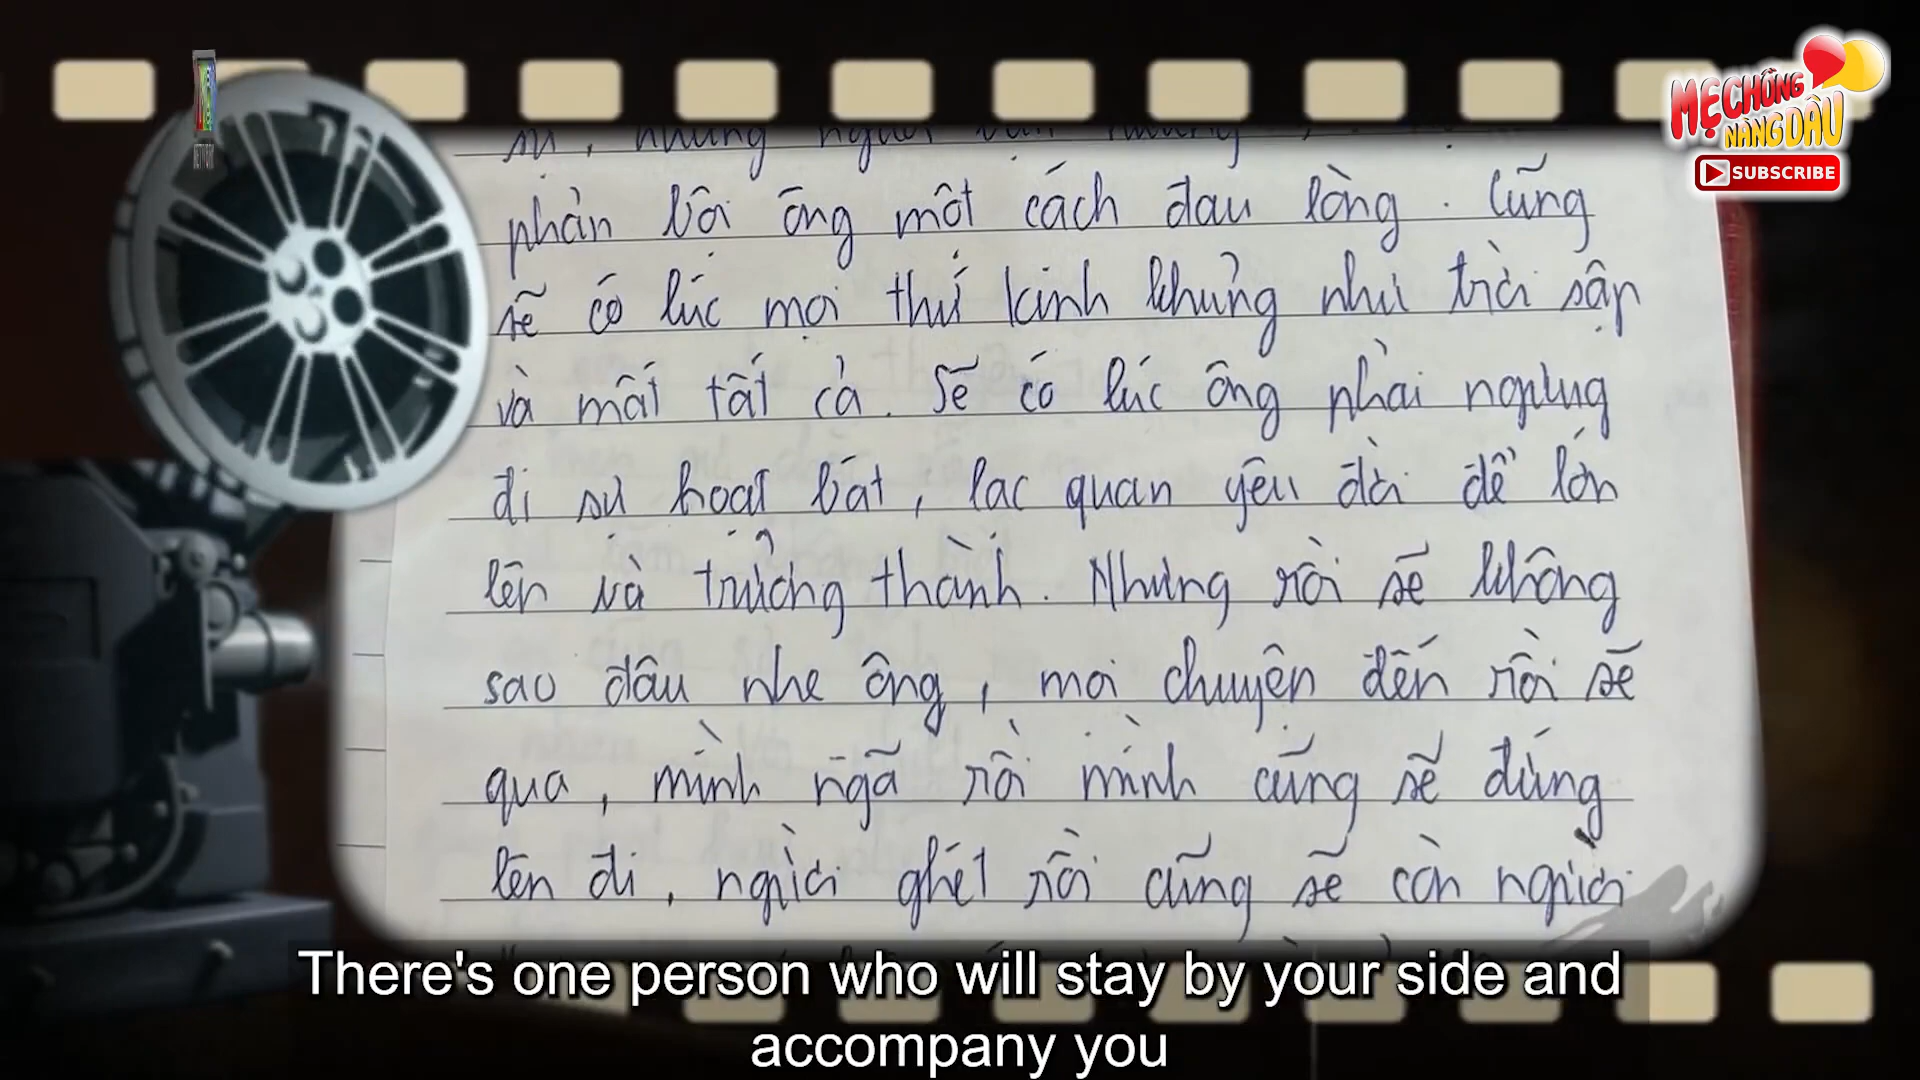 MẸ CHỒNG
NÀNG DÂU
SUBSCRIBE
phản bội ông một cách đau lòng. Cũng
sẽ có lúc mọi thứ kinh khủng như trời sập
và mất tất cả. Sẽ có lúc ông phải ngừng
đi sự hoạt bát, lạc quan yêu đời để lớn
lên và trưởng thành. Nhưng rồi sẽ không
sao đâu nhe ông, mọi chuyện đến rồi sẽ
qua, mình ngã rồi mình cũng sẽ đứng
lên đi, người ghét rồi cũng sẽ còn người
There's one person who will stay by your side and
accompany you